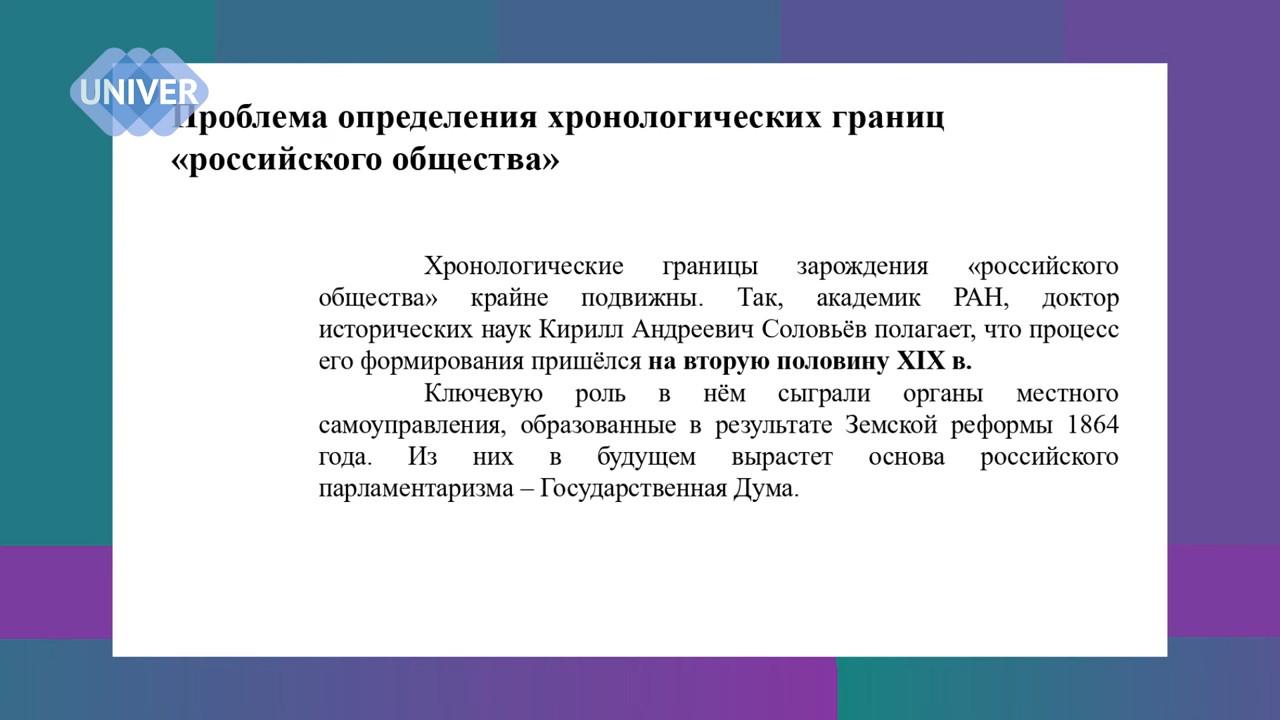 UNIVER
Проблема определения хронологических границ
«российского общества»
Хронологические границы зарождения «российского
общества» крайне подвижны. Так, академик РАН, доктор
исторических наук Кирилл Андреевич Соловьёв полагает, что процесс
его формирования пришёлся на вторую половину XIX в.
Ключевую роль в нём сыграли органы местного
самоуправления, образованные в результате Земской реформы 1864
года. Из них в будущем вырастет основа российского
парламентаризма – Государственная Дума.